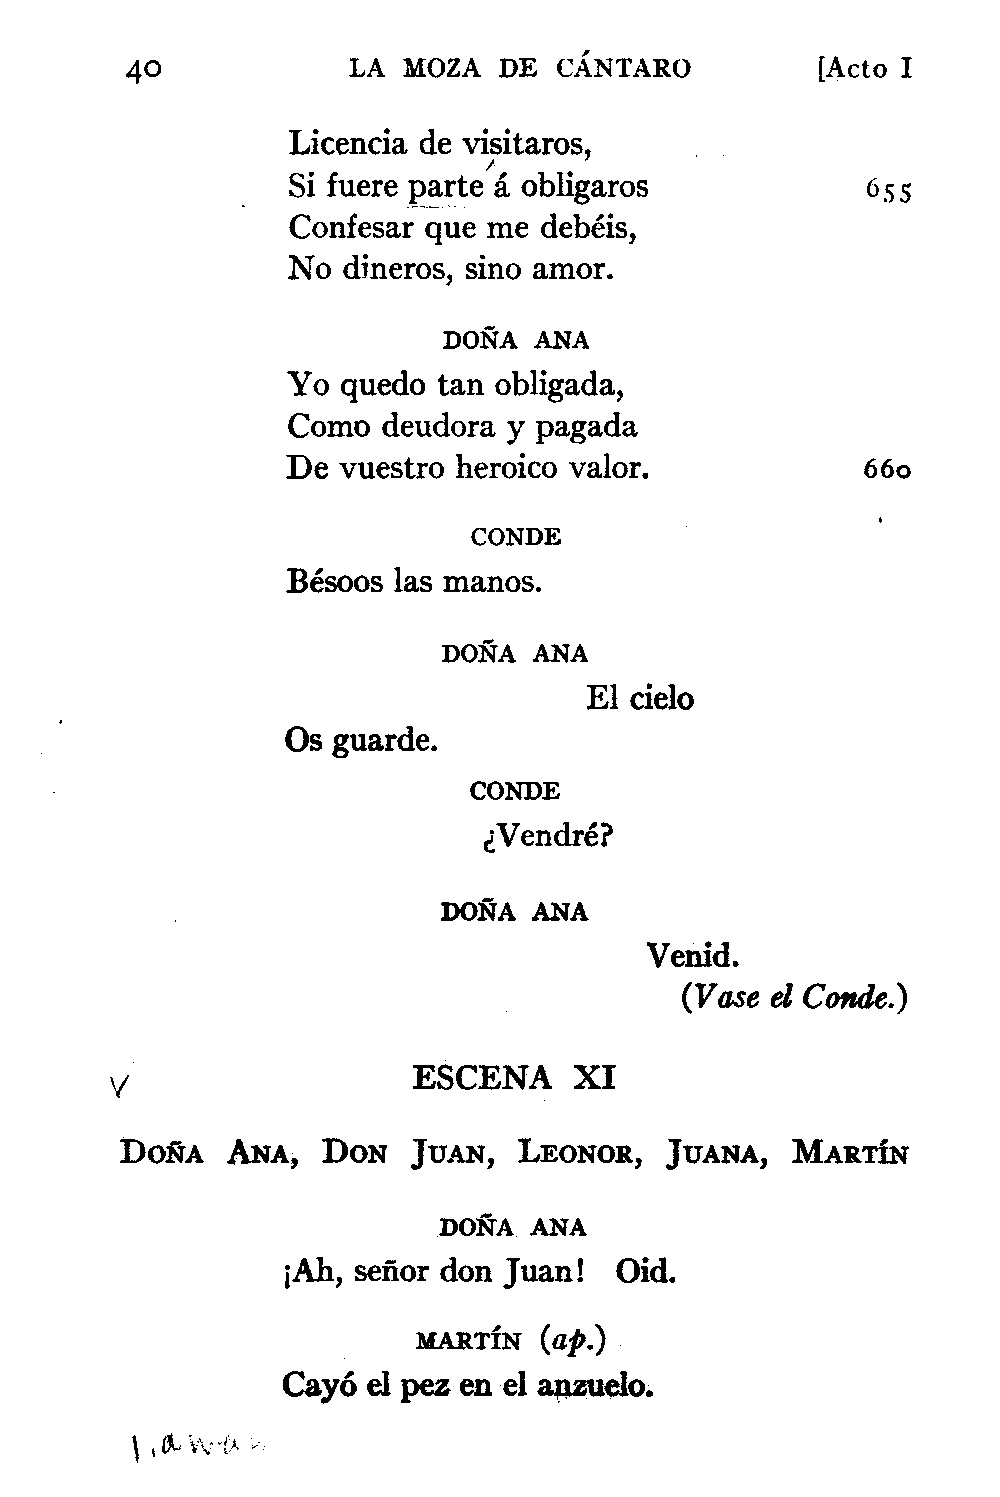 40 LA MOZA DE CÁNTARO [Acto I
Licencia de visitaros,
Si fuere parte á obligaros 655
Confesar que me debéis,
No dineros, sino amor.
DOÑA ANA
Yo quedo tan obligada,
Como deudora y pagada
De vuestro heroico valor. 660
CONDE
Bésoos las manos.
DOÑA ANA
El cielo
Os guarde.
CONDE
¿Vendré?
DOÑA ANA
Venid.
(Vase el Conde.)
ESCENA XI
DOÑA ANA, DON JUAN, LEONOR, JUANA, MARTÍN
DOÑA ANA
¡Ah, señor don Juan! Oid.
MARTÍN (ap.)
Cayó el pez en el anzuelo.